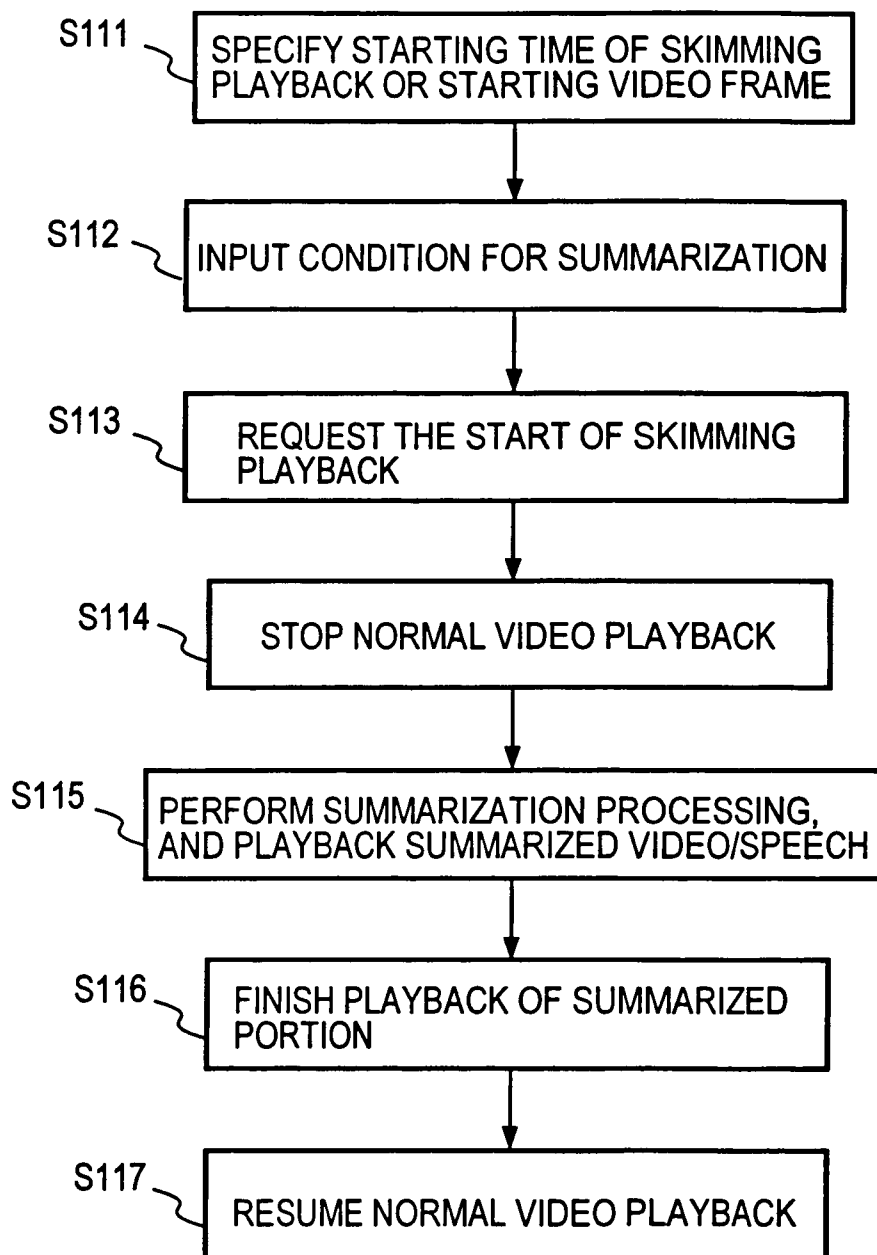 S111
SPECIFY STARTING TIME OF SKIMMING
PLAYBACK OR STARTING VIDEO FRAME
S112
INPUT CONDITION FOR SUMMARIZATION
S113
REQUEST THE START OF SKIMMING
PLAYBACK
S114
STOP NORMAL VIDEO PLAYBACK
S115
PERFORM SUMMARIZATION PROCESSING,
AND PLAYBACK SUMMARIZED VIDEO/SPEECH
S116
FINISH PLAYBACK OF SUMMARIZED
PORTION
S117
RESUME NORMAL VIDEO PLAYBACK